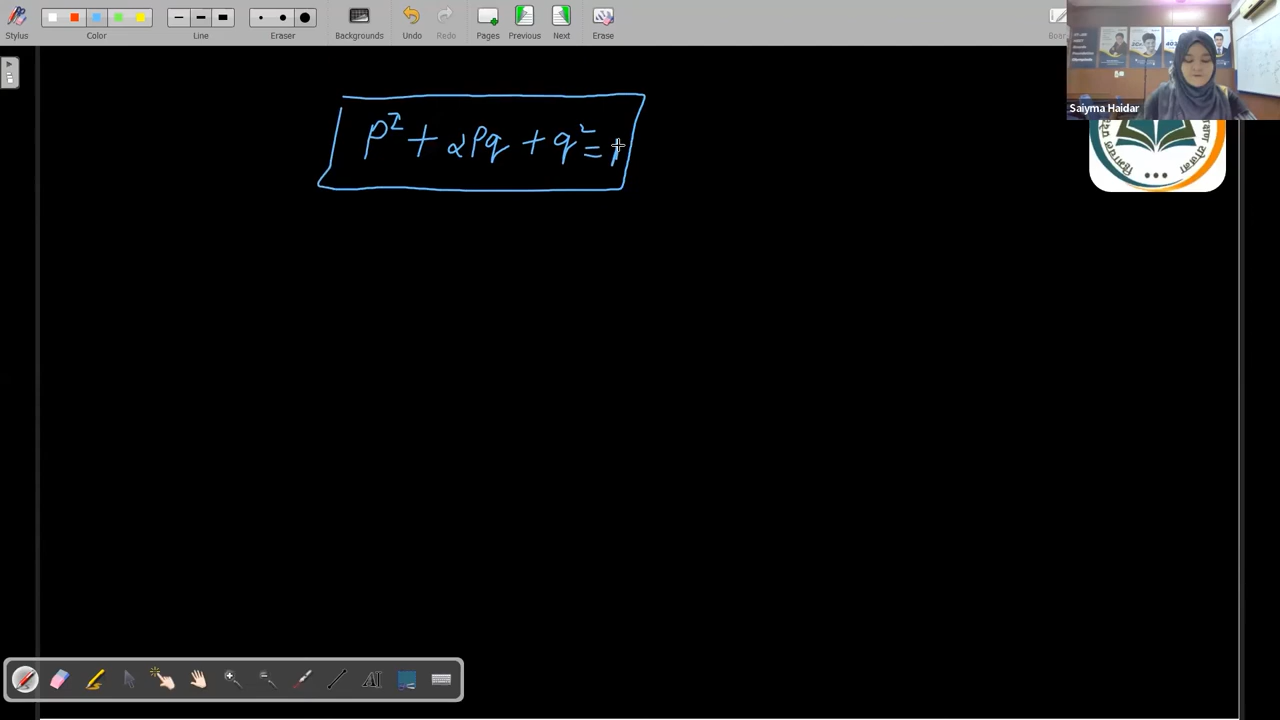 Color
Line
Eraser
Stylus
Backgrounds
Undo
Redo
Pages
Previous
Next
Erase
Saiyma Haidar
p² + 2pq + q² = 1